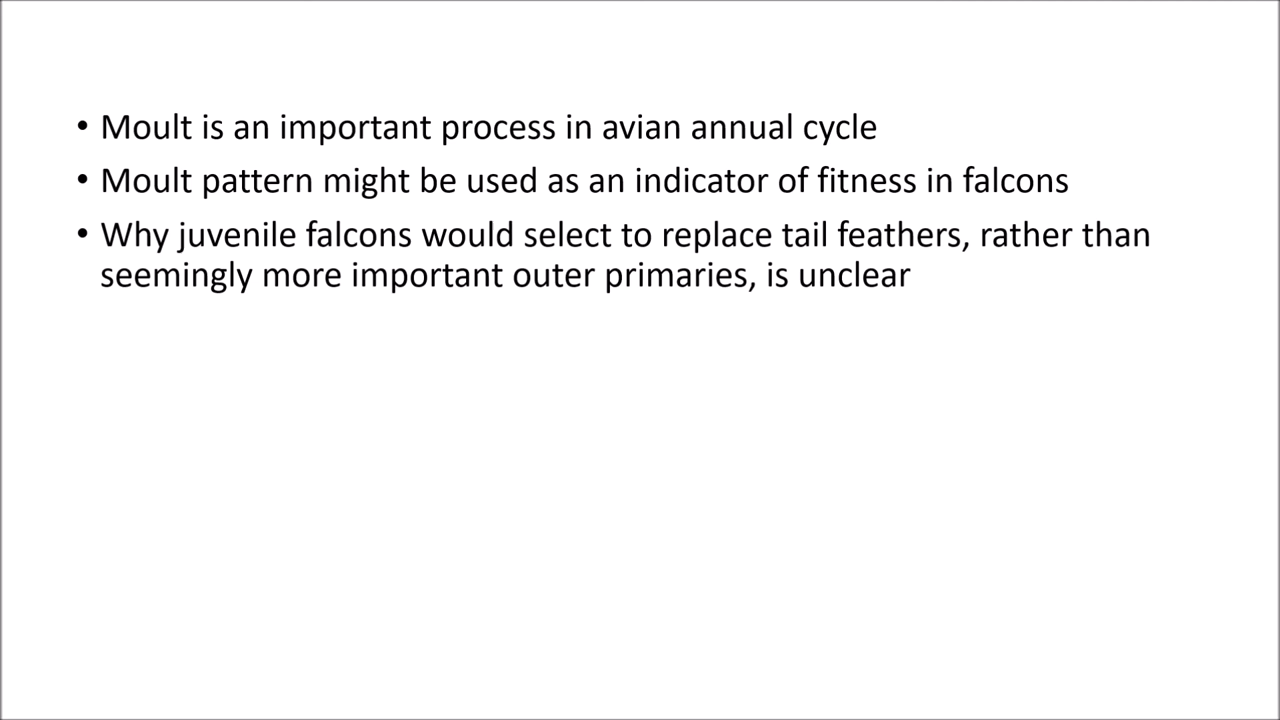 • Moult is an important process in avian annual cycle
• Moult pattern might be used as an indicator of fitness in falcons
• Why juvenile falcons would select to replace tail feathers, rather than
seemingly more important outer primaries, is unclear